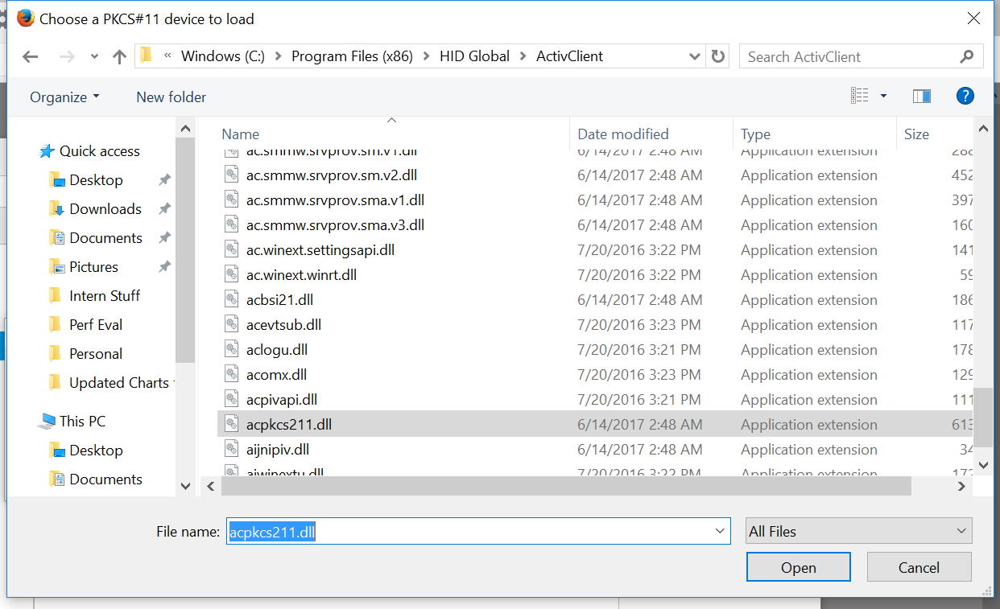 Choose a PKCS#11 device to load
« Windows (C:) > Program Files (x86) > HID Global > ActivClient
Search ActivClient
Organize
New folder
?
Name Date modified Type Size
Quick access
Desktop
Downloads
Documents
Pictures
Intern Stuff
Perf Eval
Personal
Updated Charts
This PC
Desktop
Documents
ac.smmw.srvprov.sm.v1.dll 6/14/2017 2:48 AM Application extension 288
ac.smmw.srvprov.sm.v2.dll 6/14/2017 2:48 AM Application extension 452
ac.smmw.srvprov.sma.v1.dll 6/14/2017 2:48 AM Application extension 397
ac.smmw.srvprov.sma.v3.dll 6/14/2017 2:48 AM Application extension 160
ac.winext.settingsapi.dll 7/20/2016 3:22 PM Application extension 141
ac.winext.winrt.dll 7/20/2016 3:22 PM Application extension 59
acbsi21.dll 6/14/2017 2:48 AM Application extension 186
acevtsub.dll 7/20/2016 3:23 PM Application extension 117
aclogu.dll 7/20/2016 3:21 PM Application extension 178
acomx.dll 7/20/2016 3:23 PM Application extension 129
acpivapi.dll 7/20/2016 3:21 PM Application extension 111
acpkcs211.dll 6/14/2017 2:48 AM Application extension 613
aijnipiv.dll 6/14/2017 2:48 AM Application extension 34
aiwinextu.dll 7/20/2016 3:22 PM Application extension 172
File name: acpkcs211.dll
All Files
Open
Cancel